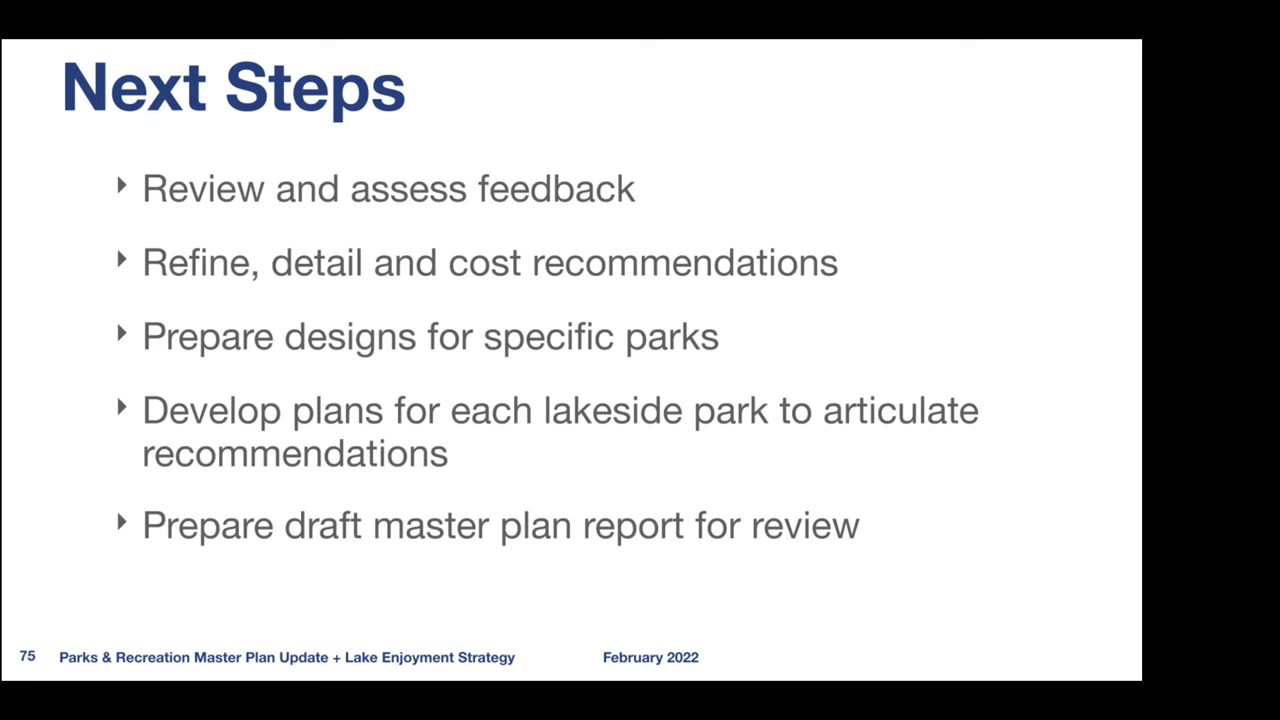 Next Steps
Review and assess feedback
Refine, detail and cost recommendations
Prepare designs for specific parks
Develop plans for each lakeside park to articulate
recommendations
Prepare draft master plan report for review
75 Parks & Recreation Master Plan Update + Lake Enjoyment Strategy February 2022